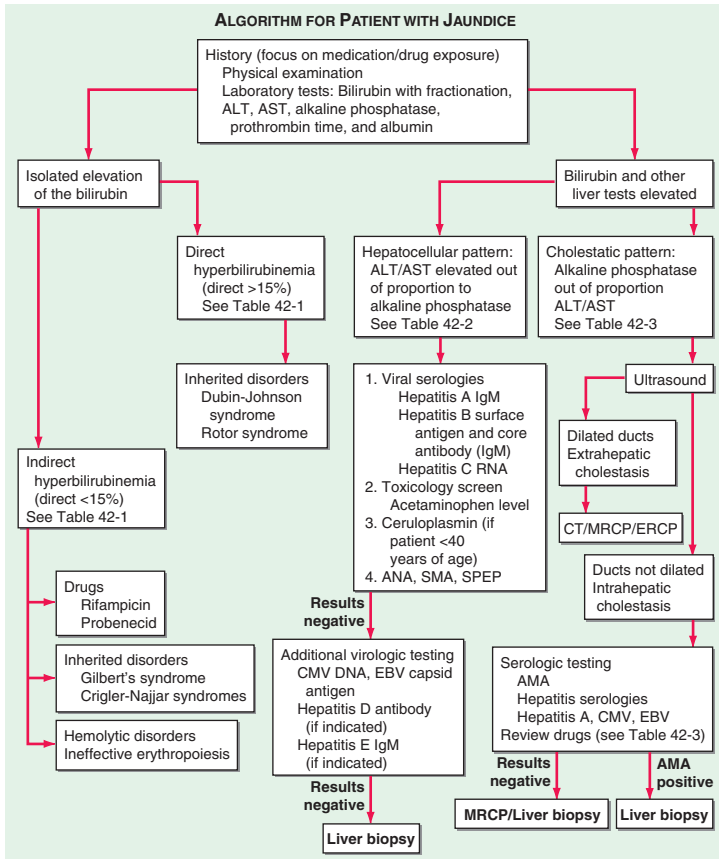 ALGORITHM FOR PATIENT WITH JAUNDICE
History (focus on medication/drug exposure)
Physical examination
Laboratory tests: Bilirubin with fractionation,
ALT, AST, alkaline phosphatase,
prothrombin time, and albumin
Isolated elevation
of the bilirubin
Bilirubin and other
liver tests elevated
Direct
hyperbilirubinemia
(direct >15%)
See Table 42-1
Hepatocellular pattern:
ALT/AST elevated out
of proportion to
alkaline phosphatase
See Table 42-2
Cholestatic pattern:
Alkaline phosphatase
out of proportion
ALT/AST
See Table 42-3
Inherited disorders
Dubin-Johnson
syndrome
Rotor syndrome
1. Viral serologies
Hepatitis A IgM
Hepatitis B surface
antigen and core
antibody (IgM)
Hepatitis C RNA
2. Toxicology screen
Acetaminophen level
3. Ceruloplasmin (if
patient <40
years of age)
4. ANA, SMA, SPEP
Ultrasound
Dilated ducts
Extrahepatic
cholestasis
CT/MRCP/ERCP
Indirect
hyperbilirubinemia
(direct <15%)
See Table 42-1
Ducts not dilated
Intrahepatic
cholestasis
Drugs
Rifampicin
Probenecid
Results
negative
Inherited disorders
Gilbert's syndrome
Crigler-Najjar syndromes
Additional virologic testing
CMV DNA, EBV capsid
antigen
Hepatitis D antibody
(if indicated)
Hepatitis E IgM
(if indicated)
Serologic testing
AMA
Hepatitis serologies
Hepatitis A, CMV, EBV
Review drugs (see Table 42-3)
Hemolytic disorders
Ineffective erythropoiesis
Results
negative
Results
negative
AMA
positive
Liver biopsy
MRCP/Liver biopsy
Liver biopsy